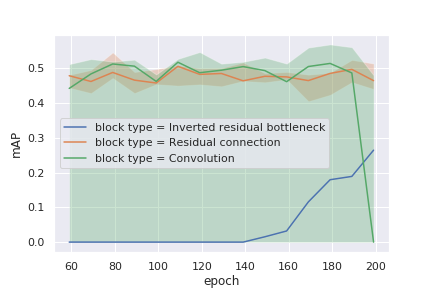 mAP
0.5
0.4
0.3
0.2
0.1
0.0
block type = Inverted residual bottleneck
block type = Residual connection
block type = Convolution
60 80 100 120 140 160 180 200
epoch